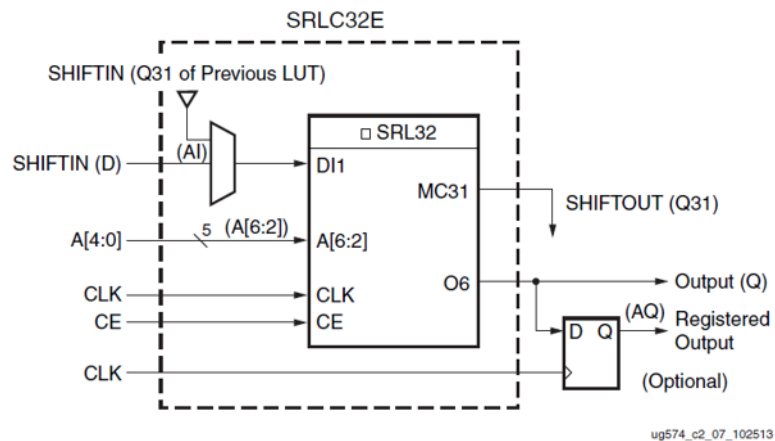 SRLC32E
SHIFTIN (Q31 of Previous LUT)
□ SRL32
SHIFTIN (D)
(AI)
DI1
MC31
SHIFTOUT (Q31)
A[4:0]
5
(A[6:2])
A[6:2]
O6
Output (Q)
CLK
CLK
CE
CE
(AQ)
D Q
Registered
Output
CLK
(Optional)
ug574_c2_07_102513